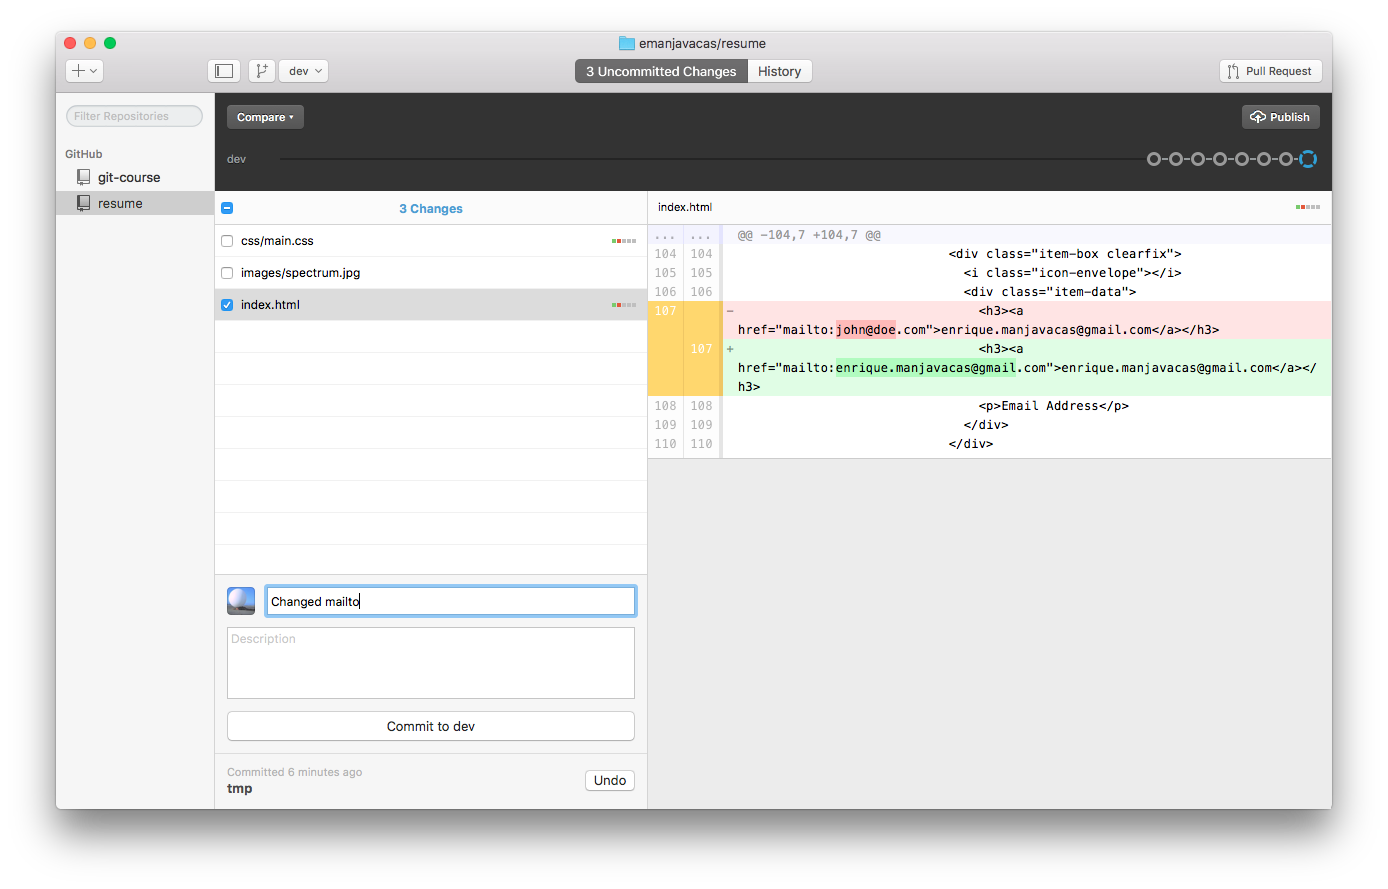 emanjavacas/resume
dev
3 Uncommitted Changes
History
Pull Request
Filter Repositories
GitHub
git-course
resume
Compare
Publish
dev
3 Changes
css/main.css
images/spectrum.jpg
index.html
Changed mailto
Description
Commit to dev
Committed 6 minutes ago
tmp
Undo
index.html
... ... @@ -104,7 +104,7 @@
104 104 <div class="item-box clearfix">
105 105 <i class="icon-envelope"></i>
106 106 <div class="item-data">
107 - <h3><a
href="mailto:john@doe.com">enrique.manjavacas@gmail.com</a></h3>
107 + <h3><a
href="mailto:enrique.manjavacas@gmail.com">enrique.manjavacas@gmail.com</a></
h3>
108 108 <p>Email Address</p>
109 109 </div>
110 110 </div>